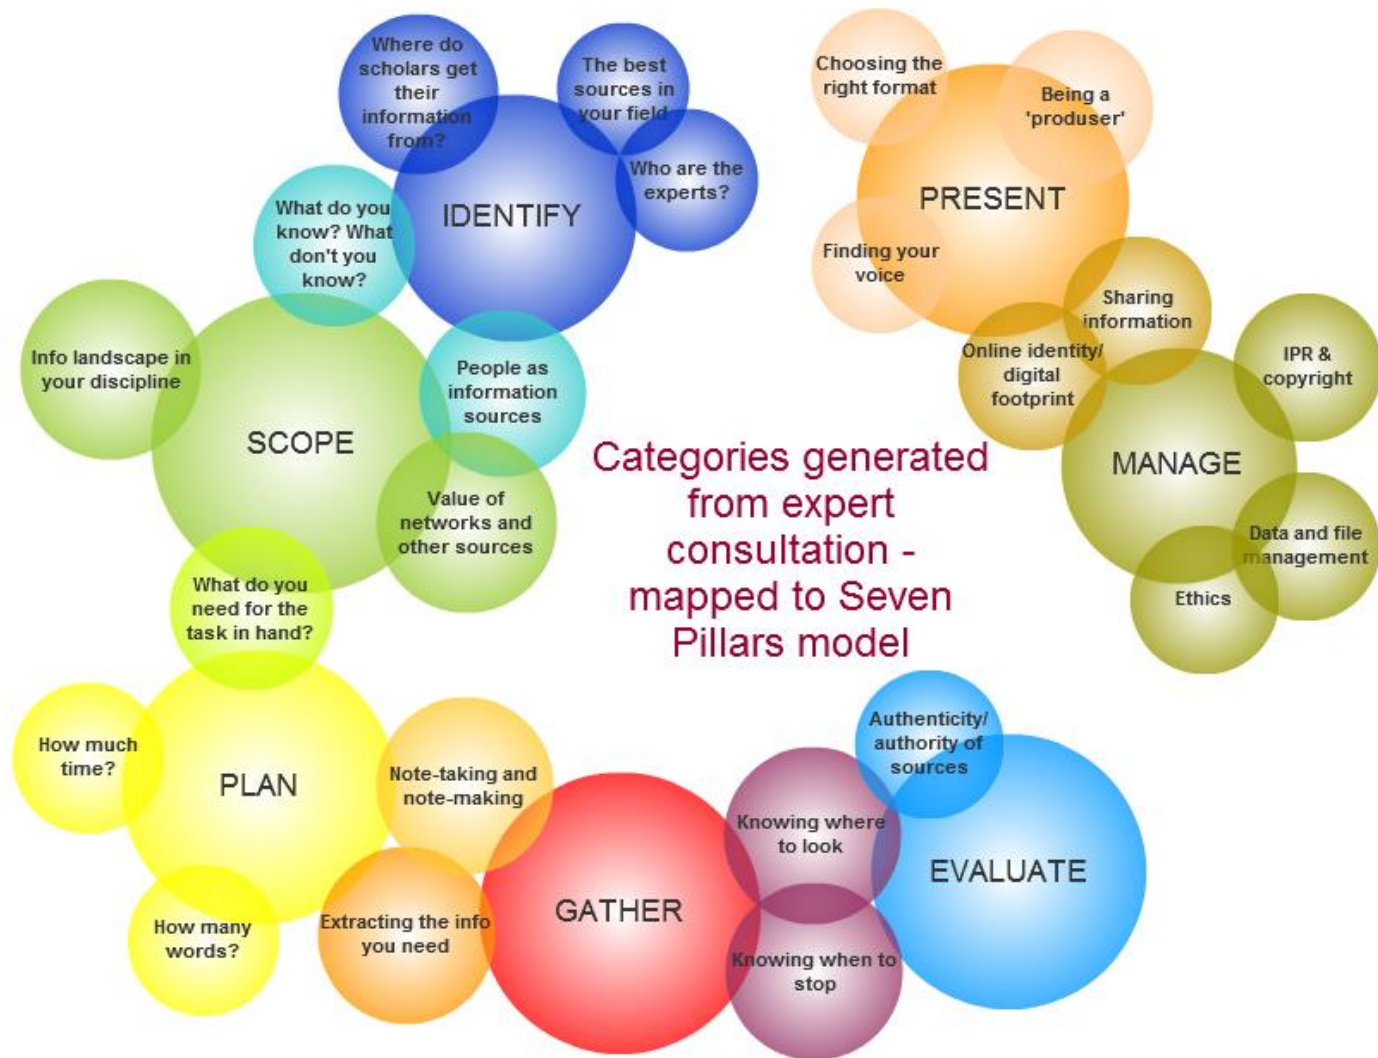 Where do
scholars get
their
information
from?
The best
sources in
your field
Who are the
experts?
IDENTIFY
What do you
know? What
don't you
know?
People as
information
sources
Info landscape in
your discipline
SCOPE
Value of
networks and
other sources
What do you
need for the
task in hand?
How much
time?
PLAN
How many
words?
Note-taking and
note-making
Extracting the info
you need
GATHER
Knowing where
to look
Knowing when to
stop
Authenticity/
authority of
sources
EVALUATE
Categories generated
from expert
consultation -
mapped to Seven
Pillars model
Choosing the
right format
Being a
'produser'
PRESENT
Finding your
voice
Sharing
information
Online identity/
digital
footprint
IPR &
copyright
MANAGE
Data and file
management
Ethics